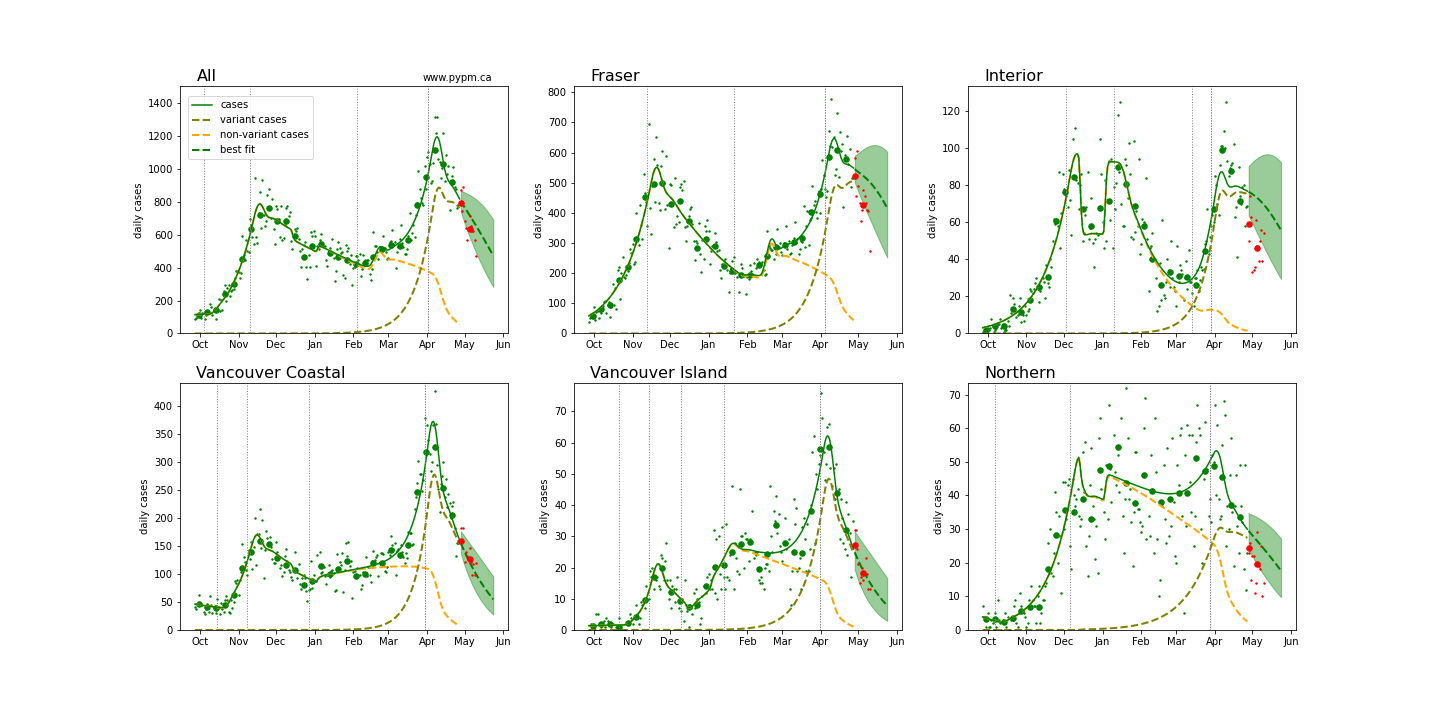 All
www.pypm.ca
cases
variant cases
non-variant cases
best fit
daily cases
1400
1200
1000
800
600
400
200
0
Oct Nov Dec Jan Feb Mar Apr May Jun
Fraser
daily cases
800
700
600
500
400
300
200
100
0
Oct Nov Dec Jan Feb Mar Apr May Jun
Interior
daily cases
120
100
80
60
40
20
0
Oct Nov Dec Jan Feb Mar Apr May Jun
Vancouver Coastal
daily cases
400
350
300
250
200
150
100
50
0
Oct Nov Dec Jan Feb Mar Apr May Jun
Vancouver Island
daily cases
70
60
50
40
30
20
10
0
Oct Nov Dec Jan Feb Mar Apr May Jun
Northern
daily cases
70
60
50
40
30
20
10
0
Oct Nov Dec Jan Feb Mar Apr May Jun